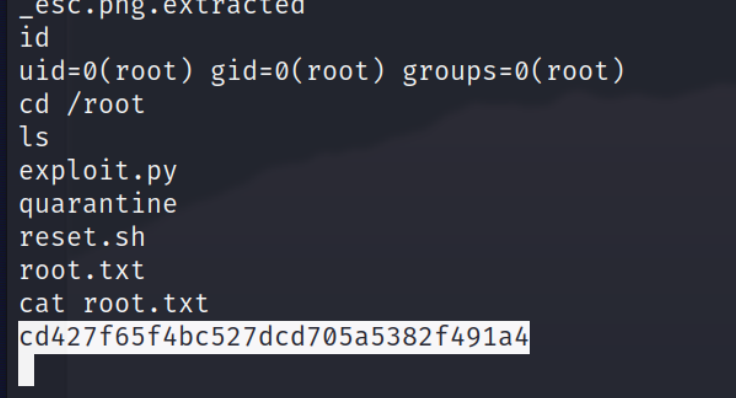 _esc.png.extracted
id
uid=0(root) gid=0(root) groups=0(root)
cd /root
ls
exploit.py
quarantine
reset.sh
root.txt
cat root.txt
cd427f65f4bc527dcd705a5382f491a4